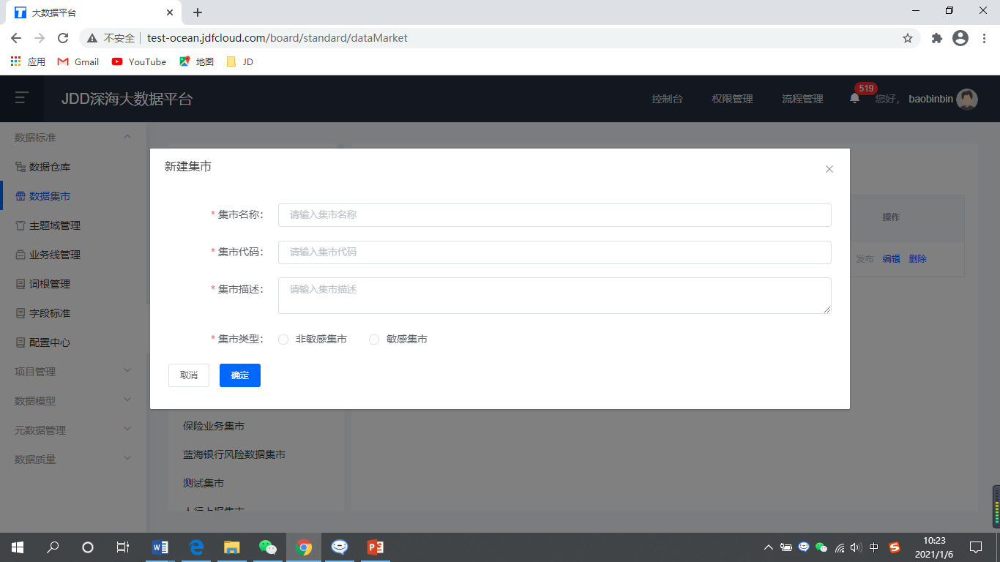 大数据平台
不安全
test-ocean.jdfcloud.com/board/standard/dataMarket
应用
Gmail
YouTube
地图
JD
JDD深海大数据平台
控制台
权限管理
流程管理
519
您好，
baobinbin
数据标准
数据仓库
数据集市
主题域管理
业务线管理
词根管理
字段标准
配置中心
项目管理
数据模型
元数据管理
数据质量
新建集市
* 集市名称：
请输入集市名称
* 集市代码：
请输入集市代码
* 集市描述：
请输入集市描述
* 集市类型：
非敏感集市
敏感集市
取消
确定
操作
发布 编辑 删除
保险业务集市
蓝海银行风险数据集市
测试集市
人行上报集市
中
10:23
2021/1/6